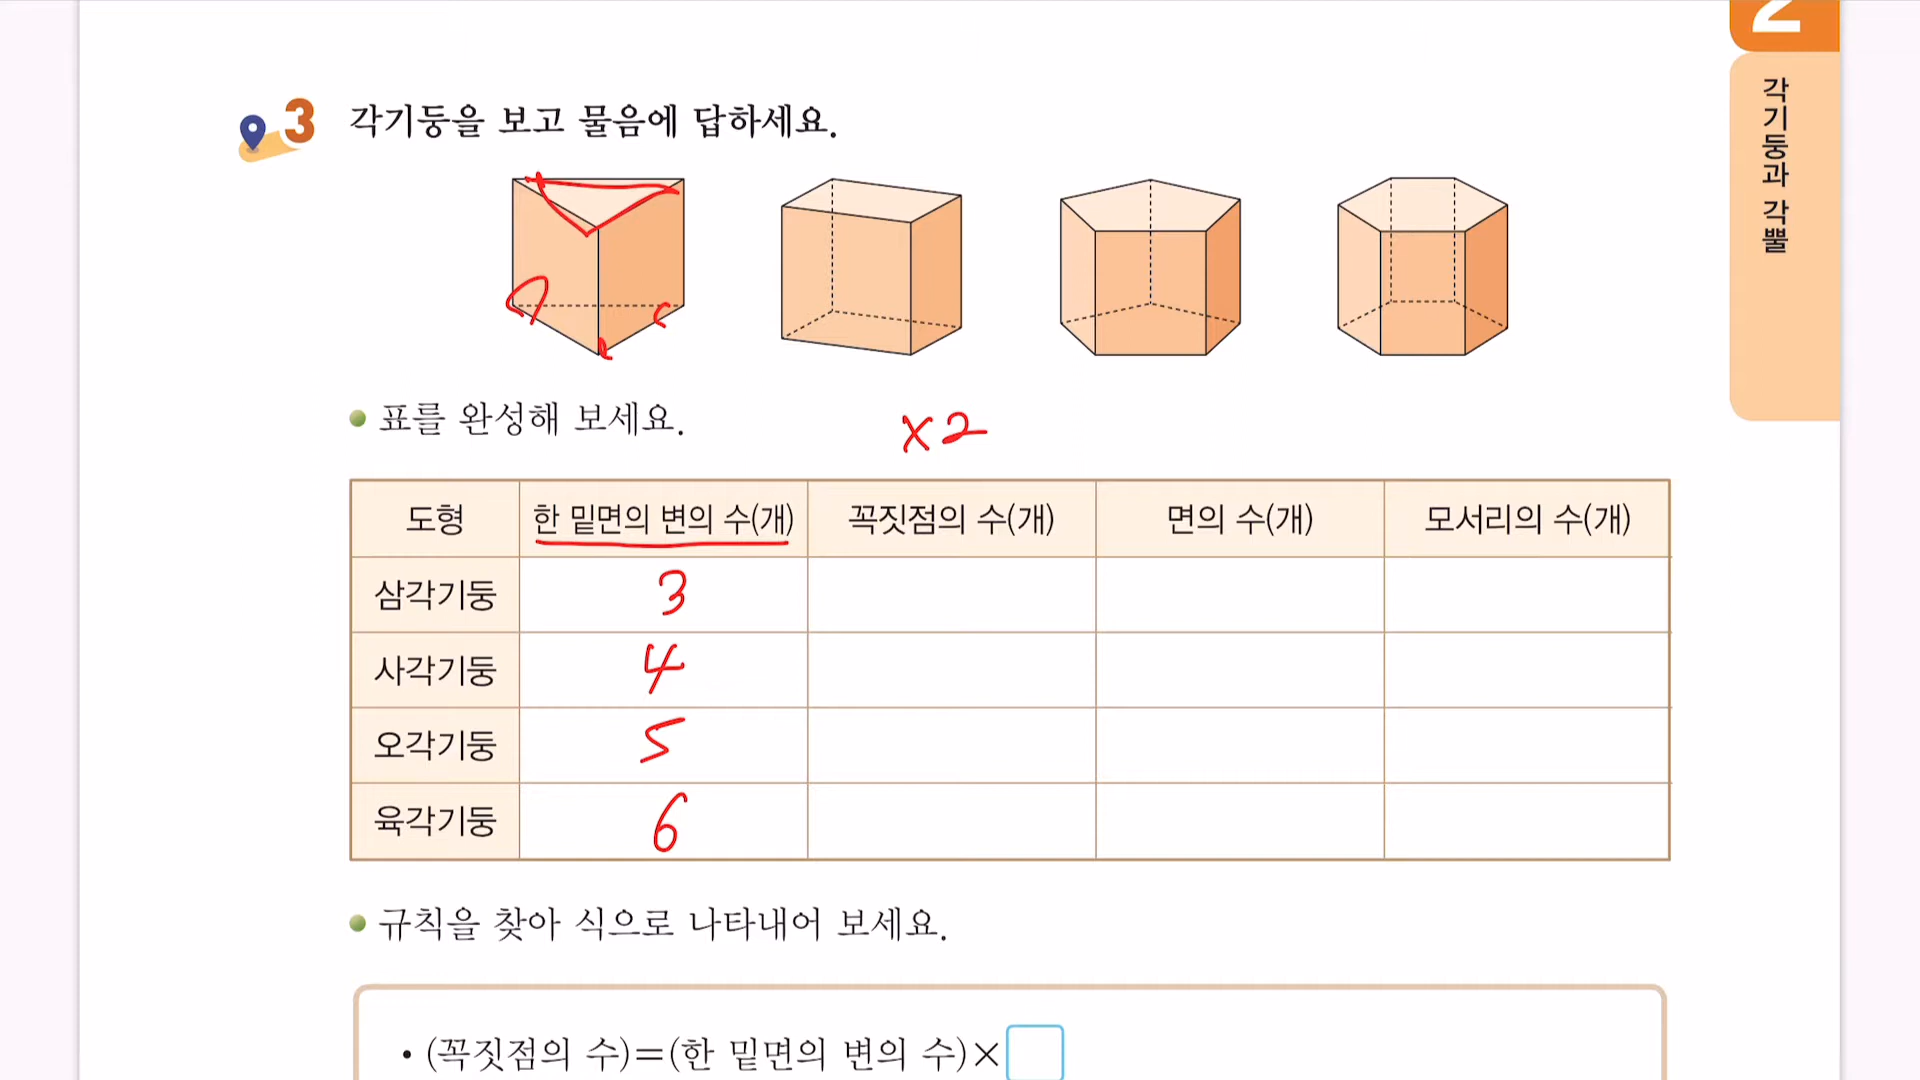 2
각기둥과 각뿔
3 각기둥을 보고 물음에 답하세요.
표를 완성해 보세요.
×2
도형 한 밑면의 변의 수(개) 꼭짓점의 수(개) 면의 수(개) 모서리의 수(개)
삼각기둥 3
사각기둥 4
오각기둥 5
육각기둥 6
규칙을 찾아 식으로 나타내어 보세요.
• (꼭짓점의 수)=(한 밑면의 변의 수)×